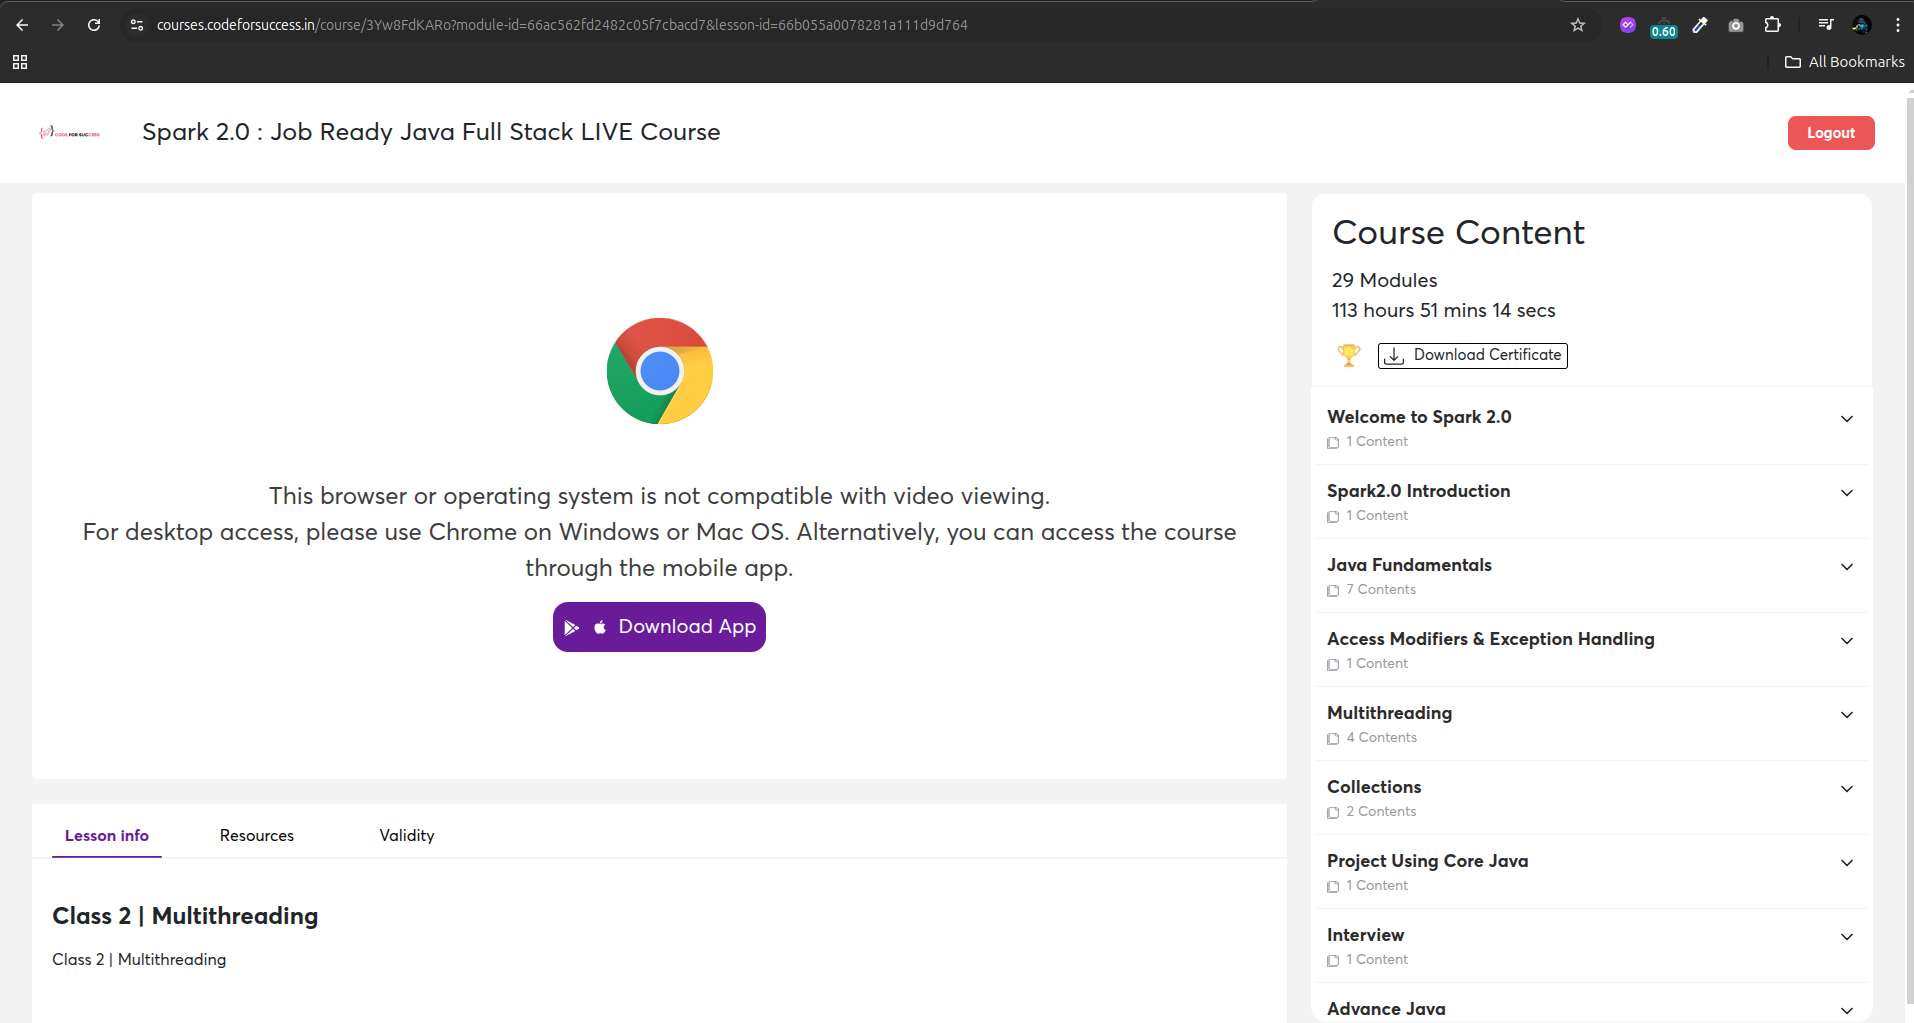 courses.codeforsuccess.in/course/3Yw8FdKARo?module-id=66ac562fd2482c05f7cbacd7&lesson-id=66b055a0078281a111d9d764
0.60
All Bookmarks
CODE FOR SUCCESS
Spark 2.0 : Job Ready Java Full Stack LIVE Course
Logout
This browser or operating system is not compatible with video viewing.
For desktop access, please use Chrome on Windows or Mac OS. Alternatively, you can access the course
through the mobile app.
Download App
Lesson info
Resources
Validity
Class 2 | Multithreading
Class 2 | Multithreading
Course Content
29 Modules
113 hours 51 mins 14 secs
Download Certificate
Welcome to Spark 2.0
1 Content
Spark2.0 Introduction
1 Content
Java Fundamentals
7 Contents
Access Modifiers & Exception Handling
1 Content
Multithreading
4 Contents
Collections
2 Contents
Project Using Core Java
1 Content
Interview
1 Content
Advance Java